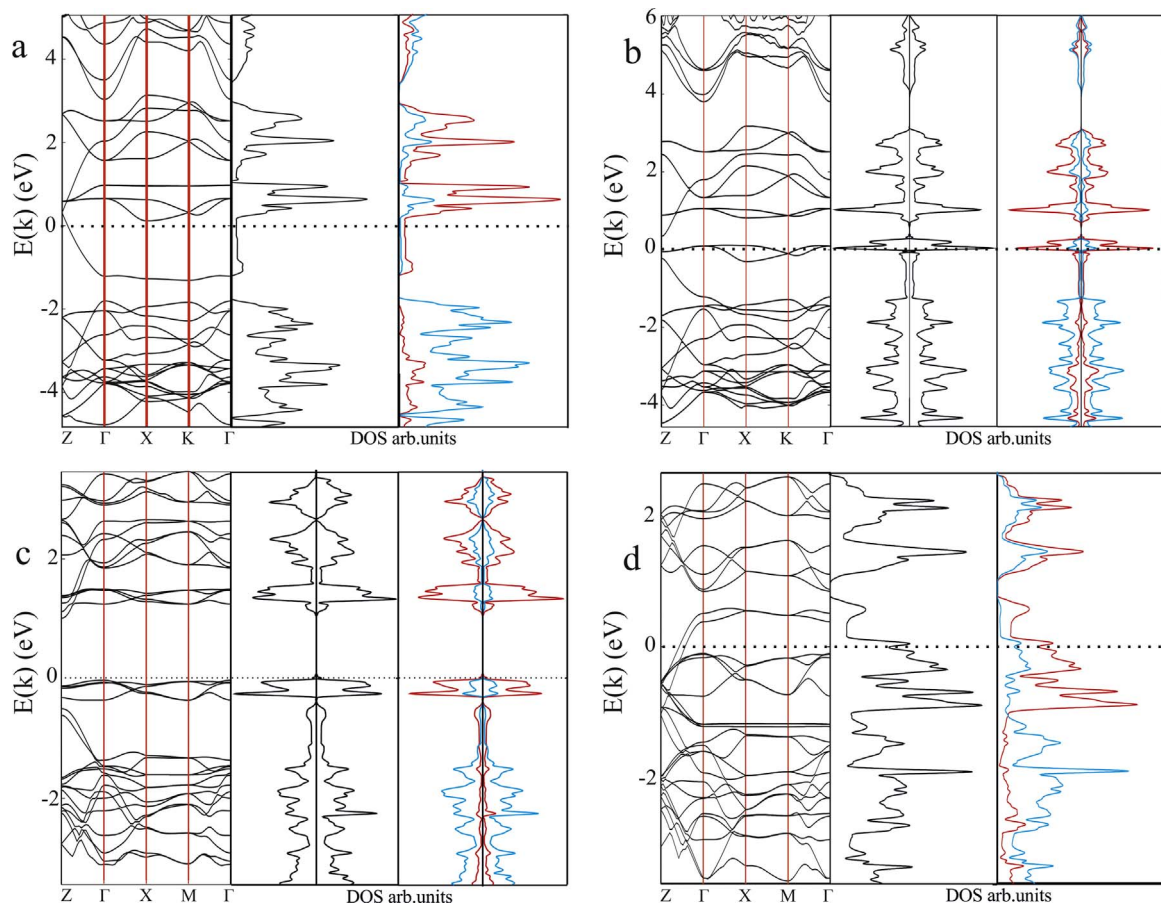 a
E(k) (eV)
4
2
0
-2
-4
Z Γ X K Γ
DOS arb.units
b
E(k) (eV)
6
4
2
0
-2
-4
Z Γ X K Γ
DOS arb.units
c
E(k) (eV)
2
0
-2
Z Γ X M Γ
DOS arb.units
d
E(k) (eV)
2
0
-2
Z Γ X M Γ
DOS arb.units